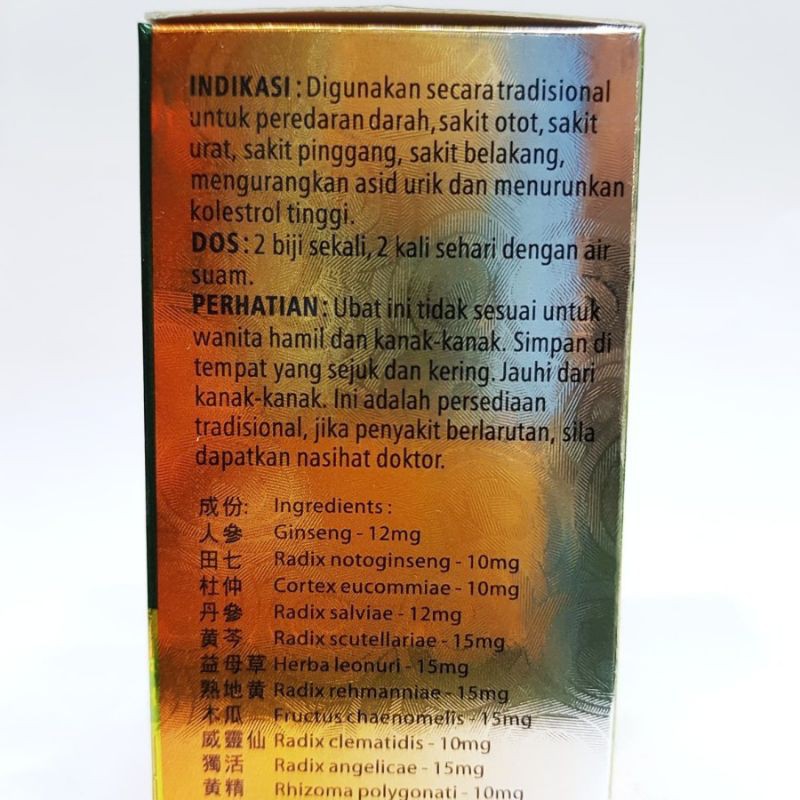 INDIKASI : Digunakan secara tradisional
untuk peredaran darah, sakit otot, sakit
urat, sakit pinggang, sakit belakang,
mengurangkan asid urik dan menurunkan
kolestrol tinggi.
DOS : 2 biji sekali, 2 kali sehari dengan air
suam.
PERHATIAN : Ubat ini tidak sesuai untuk
wanita hamil dan kanak-kanak. Simpan di
tempat yang sejuk dan kering. Jauhi dari
kanak-kanak. Ini adalah persediaan
tradisional, jika penyakit berlarutan, sila
dapatkan nasihat doktor.
成份: Ingredients :
人參 Ginseng - 12mg
田七 Radix notoginseng - 10mg
杜仲 Cortex eucommiae - 10mg
丹參 Radix salviae - 12mg
黄芩 Radix scutellariae - 15mg
益母草 Herba leonuri - 15mg
熟地黄 Radix rehmanniae - 15mg
木瓜 Fructus chaenomelis - 15mg
威靈仙 Radix clematidis - 10mg
獨活 Radix angelicae - 15mg
黄精 Rhizoma polygonati - 10mg